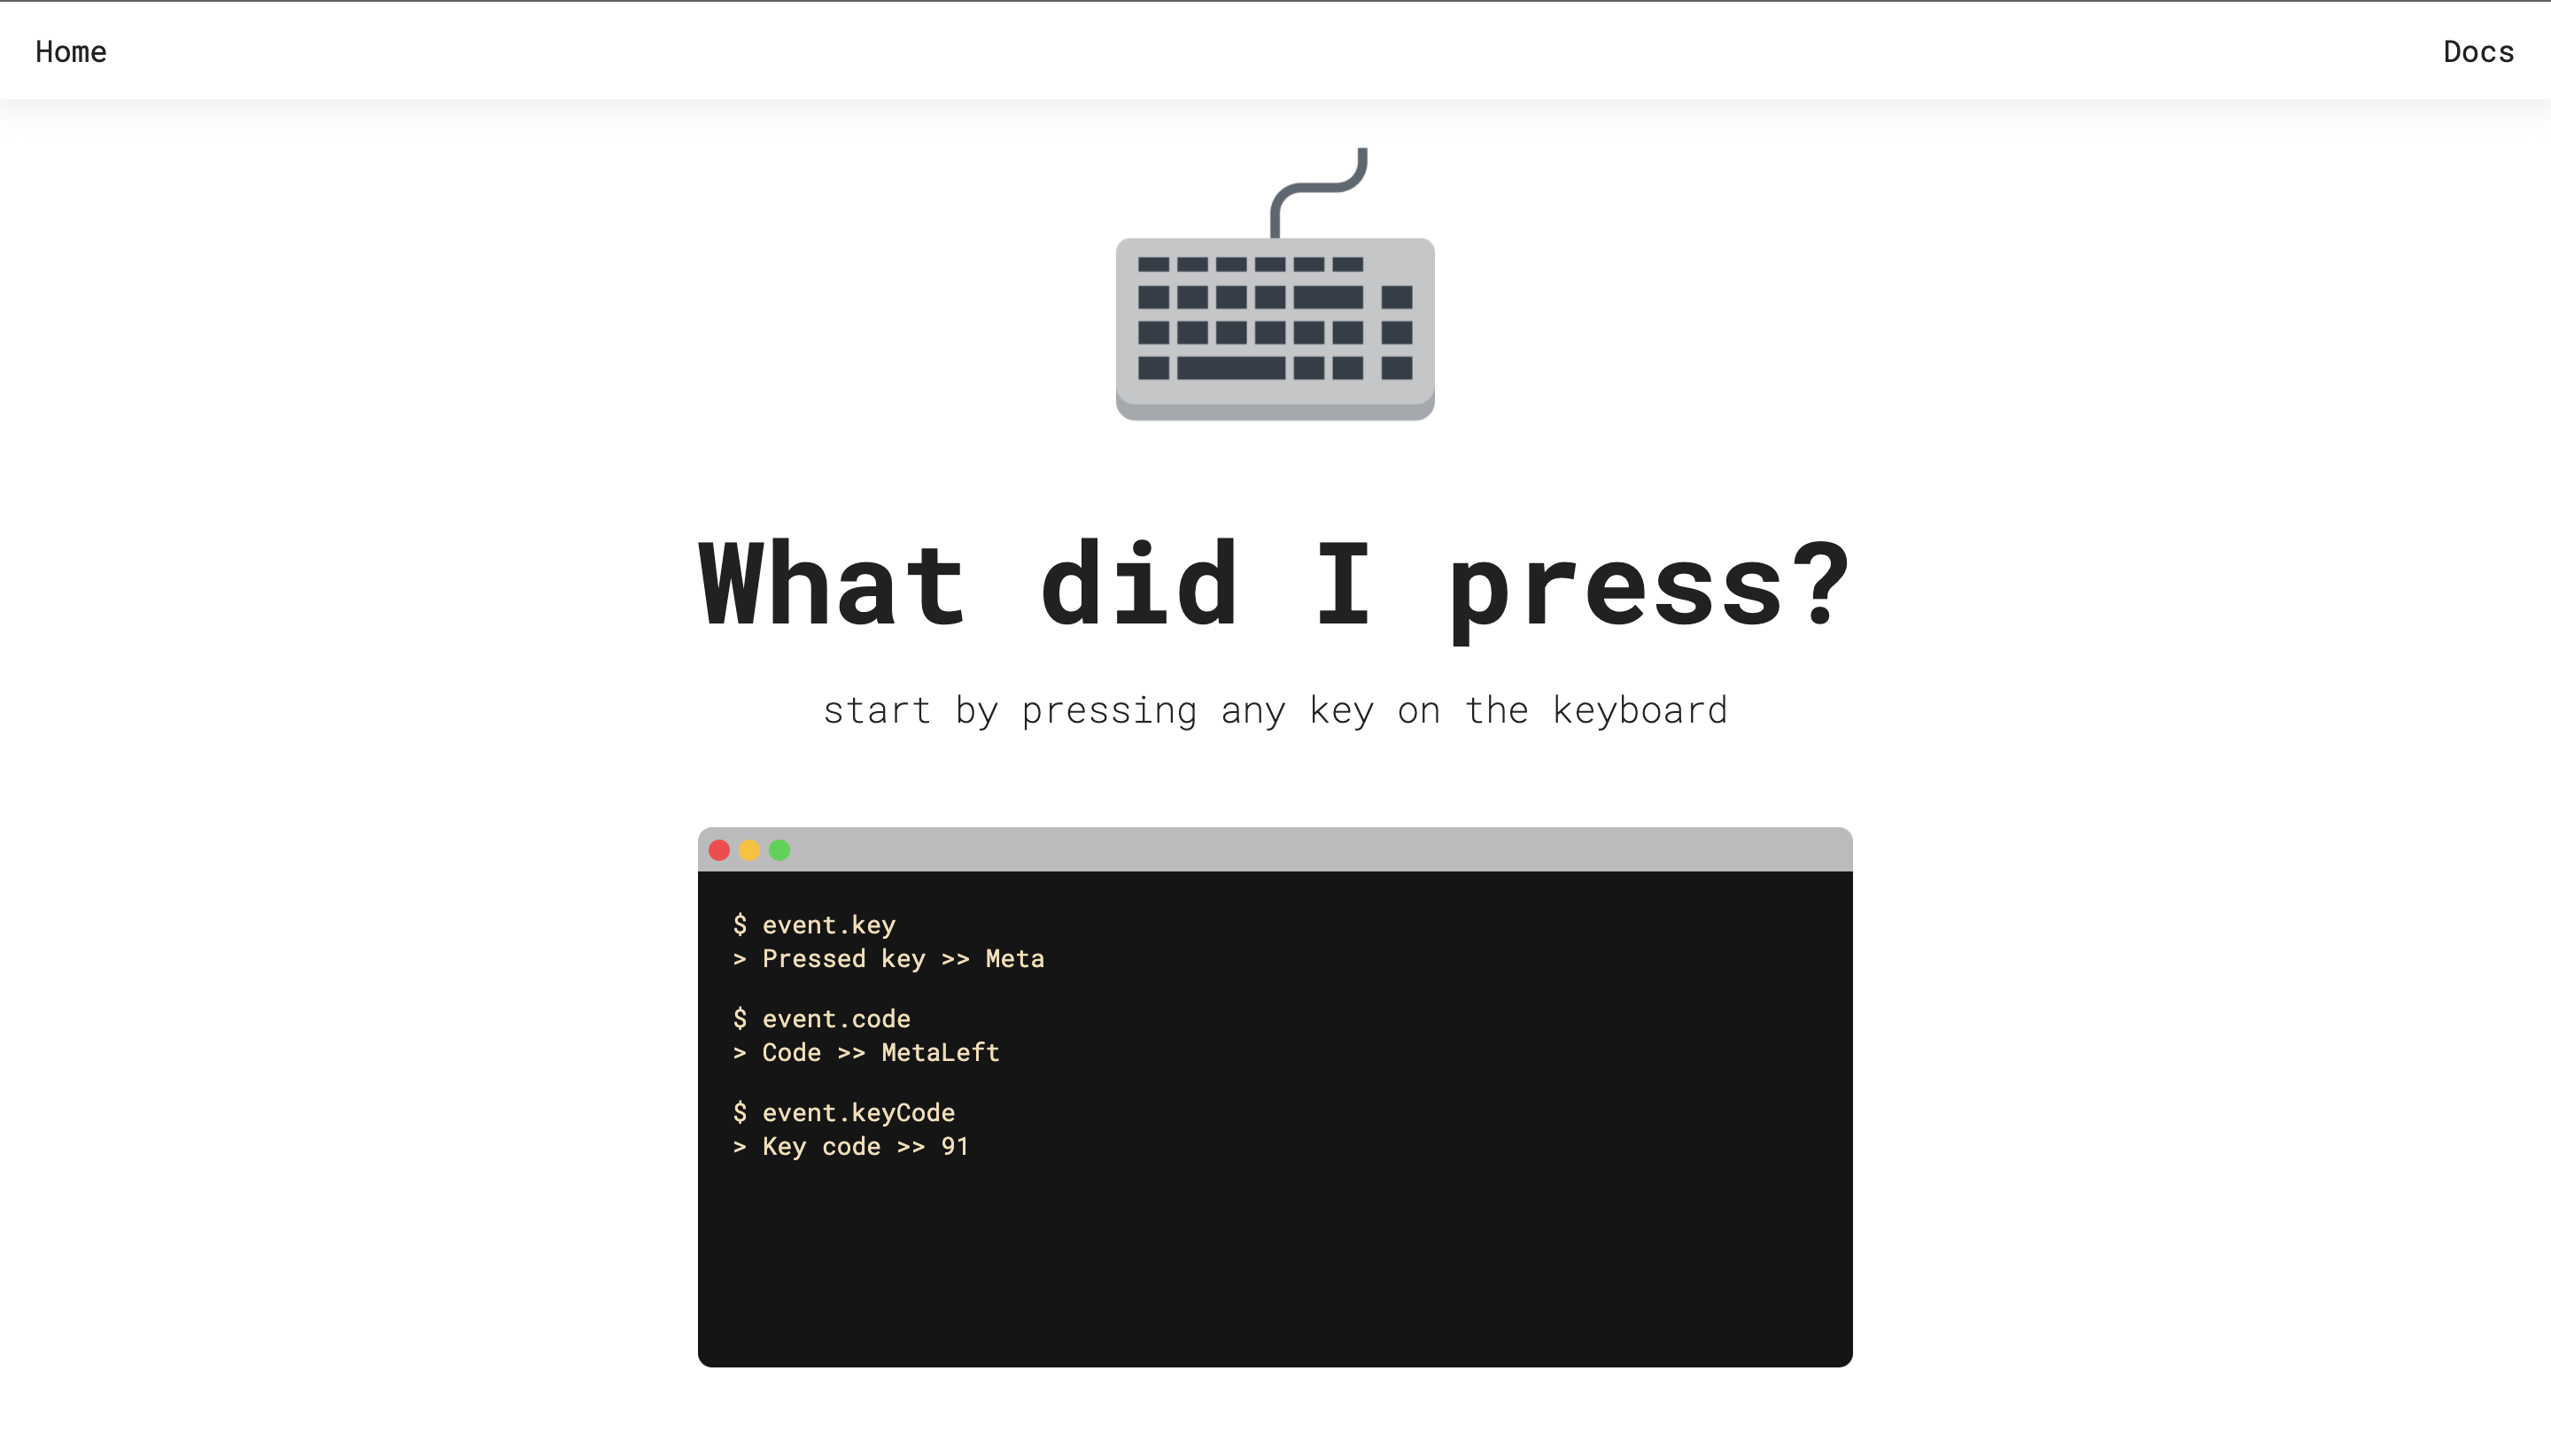 Home
Docs
What did I press?
start by pressing any key on the keyboard
$ event.key
> Pressed key >> Meta
$ event.code
> Code >> MetaLeft
$ event.keyCode
> Key code >> 91